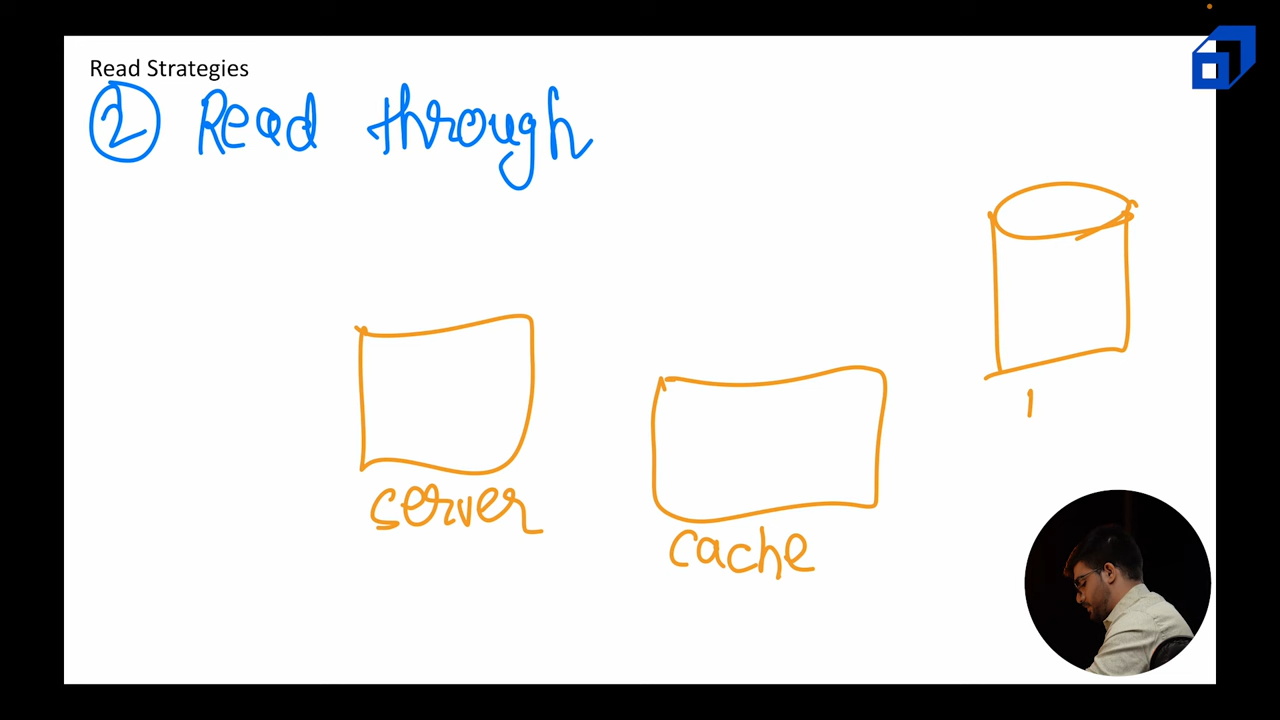 Read Strategies
2 Read through
server
cache